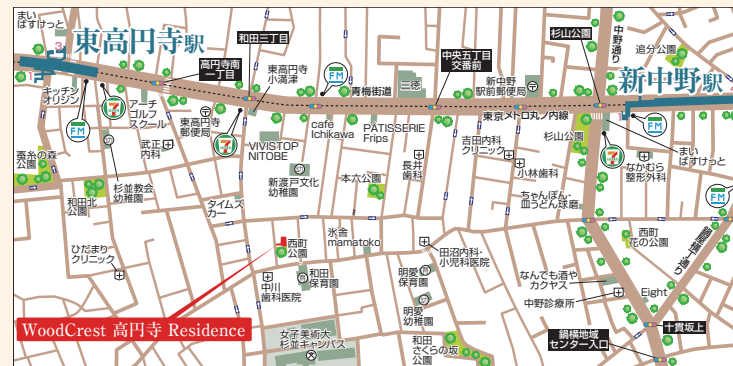 まい
ばすけっと
東高円寺駅
3
1
和田三丁目
高円寺南
一丁目
キッチン
オリジン
FM
アーチ
ゴルフ
スクール
東高円寺
郵便局
東高円寺
小満津
FM
青梅街道
三徳
中央五丁目
交番前
新中野
駅前郵便局
杉山公園
中野通り
追分公園
新中野駅
1
FM
東京メトロ丸ノ内線
杉山公園
まい
ばすけっと
なかむら
整形外科
FM
蚕糸の森
公園
武正
内科
杉並教会
幼稚園
和田北
公園
VIVISTOP
NITOBE
cafe
Ichikawa
PATISSERIE
Frips
長井
歯科
吉田内科
クリニック
小林歯科
ちゃんぽん・
皿うどん球磨
新渡戸文化
幼稚園
本六公園
タイムズ
カー
氷舎
mamatoko
西町
公園
田沼内科・
小児科医院
西町
花の公園
鍋屋横丁通り
ひだまり
クリニック
中川
歯科医院
和田
保育園
明愛
保育園
明愛
幼稚園
なんでも酒や
カクヤス
中野診療所
Eight
WoodCrest 高円寺 Residence
女子美術大
杉並キャンパス
和田
さくらの坂
公園
鍋横地域
センター入口
十貫坂上